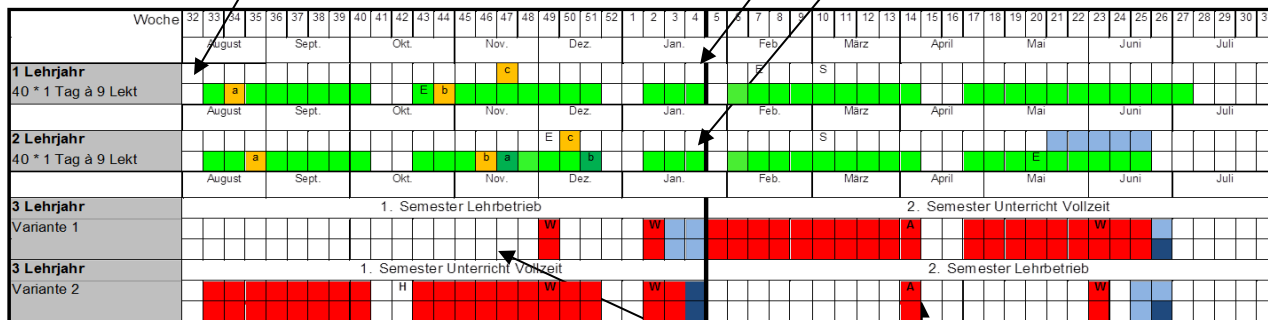 Woche 32 33 34 35 36 37 38 39 40 41 42 43 44 45 46 47 48 49 50 51 52 1 2 3 4 5 6 7 8 9 10 11 12 13 14 15 16 17 18 19 20 21 22 23 24 25 26 27 28 29 30
August Sept. Okt. Nov. Dez. Jan. Feb. März April Mai Juni Juli
1 Lehrjahr c E S
40 * 1 Tag à 9 Lekt a E b
August Sept. Okt. Nov. Dez. Jan. Feb. März April Mai Juni Juli
2 Lehrjahr E c S
40 * 1 Tag à 9 Lekt a b a b E
August Sept. Okt. Nov. Dez. Jan. Feb. März April Mai Juni Juli
3 Lehrjahr 1. Semester Lehrbetrieb 2. Semester Unterricht Vollzeit
Variante 1 W W A W
3 Lehrjahr 1. Semester Unterricht Vollzeit 2. Semester Lehrbetrieb
Variante 2 H W W A W